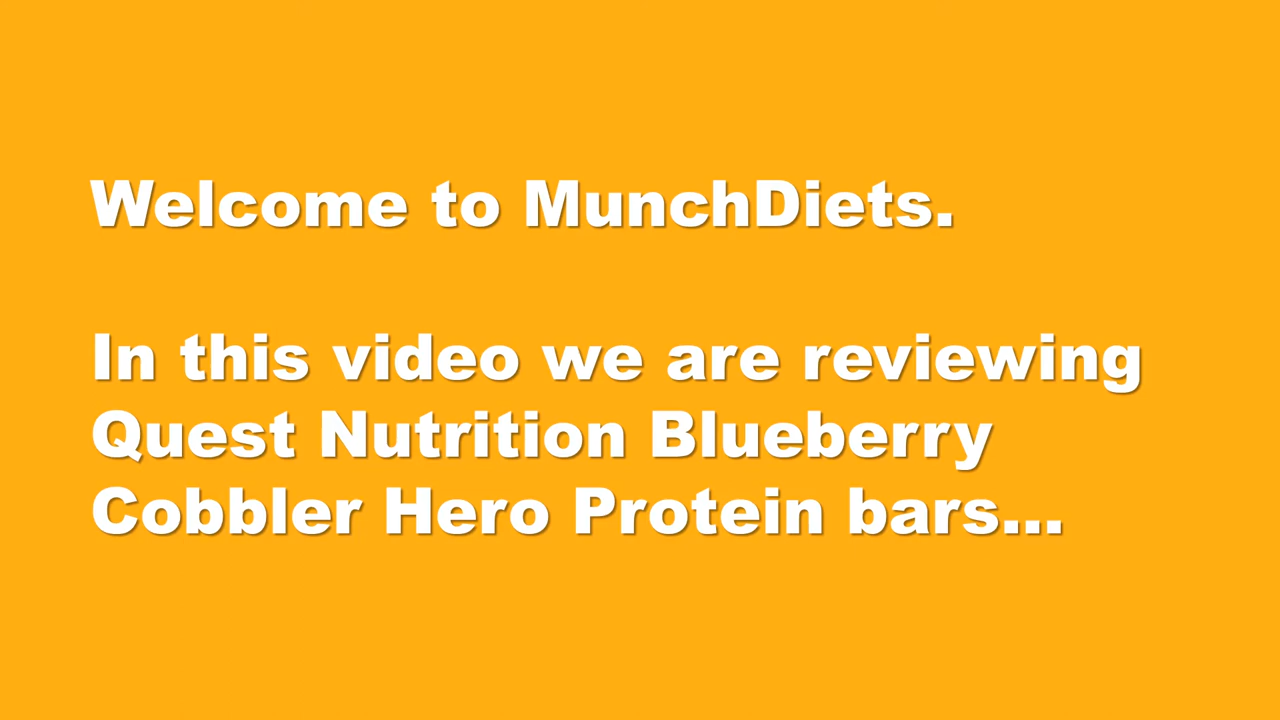 Welcome to MunchDiets.
In this video we are reviewing
Quest Nutrition Blueberry
Cobbler Hero Protein bars...